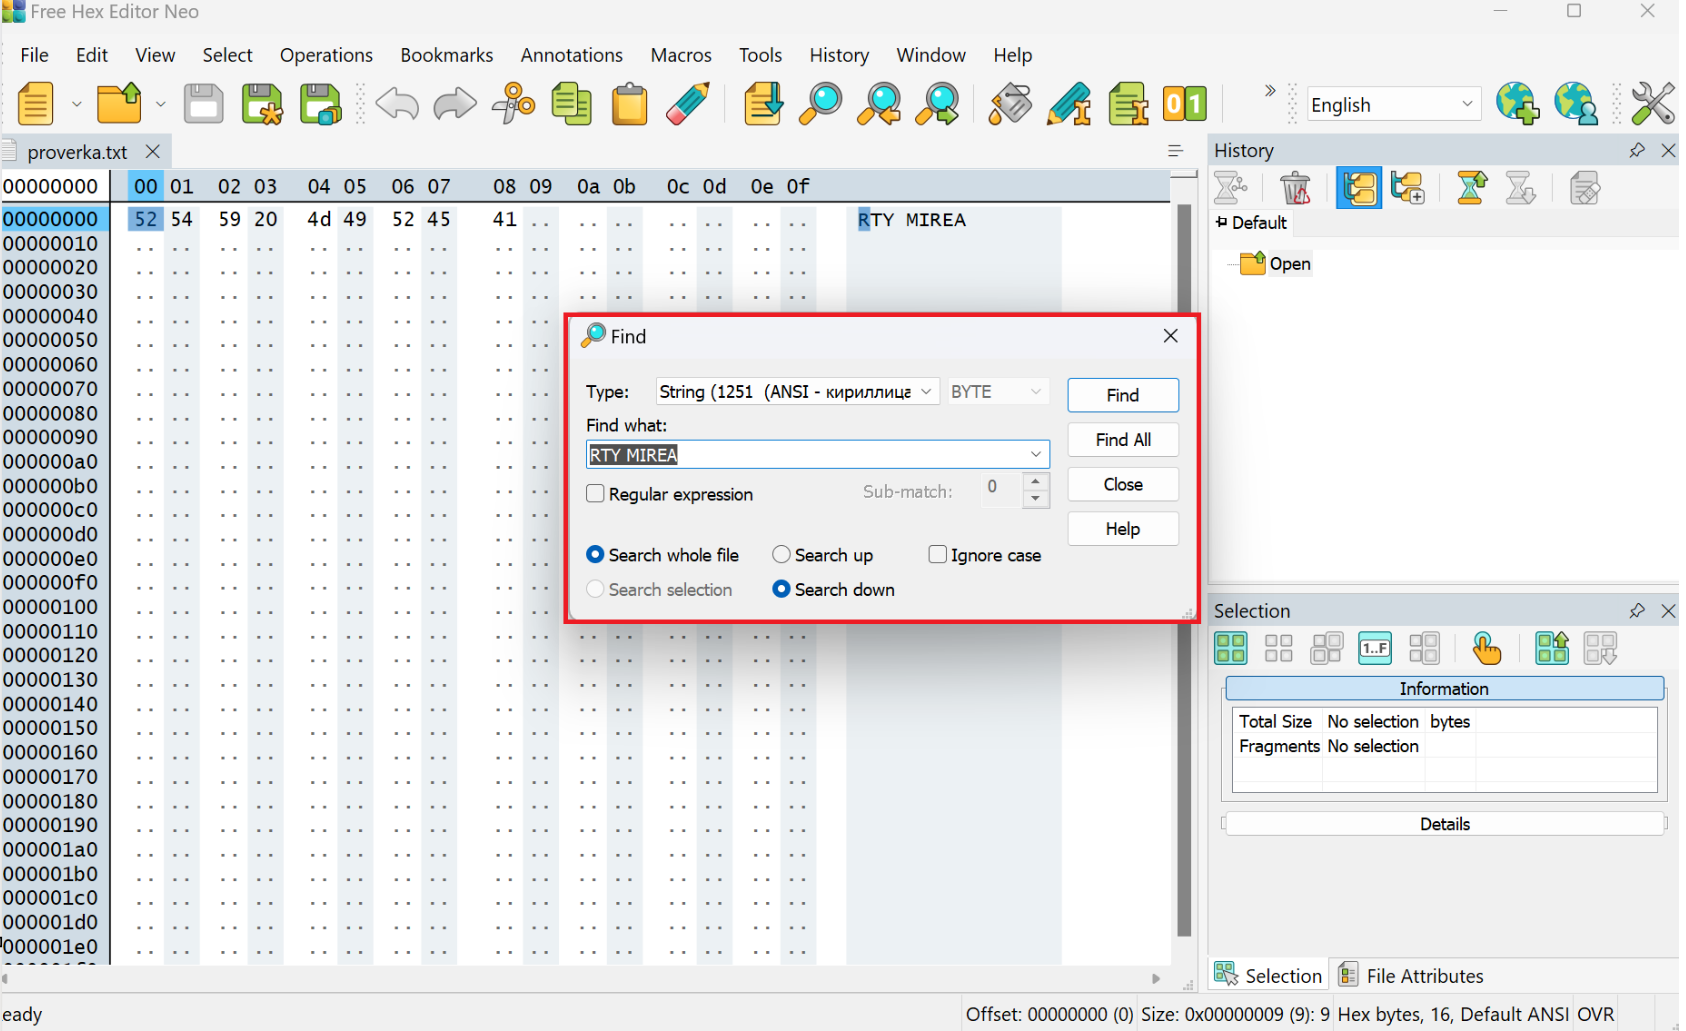 Free Hex Editor Neo
File Edit View Select Operations Bookmarks Annotations Macros Tools History Window Help
01 English
proverka.txt
00000000 00 01 02 03 04 05 06 07 08 09 0a 0b 0c 0d 0e 0f
00000000 52 54 59 20 4d 49 52 45 41 .. .. .. .. .. .. .. RTY MIREA
00000010 .. .. .. .. .. .. .. .. .. .. .. .. .. .. .. ..
00000020 .. .. .. .. .. .. .. .. .. .. .. .. .. .. .. ..
00000030 .. .. .. .. .. .. .. .. .. .. .. .. .. .. .. ..
00000040 .. .. .. .. .. .. .. .. .. ..
00000050 .. .. .. .. .. .. .. .. .. ..
00000060 .. .. .. .. .. .. .. .. .. ..
00000070 .. .. .. .. .. .. .. .. .. ..
00000080 .. .. .. .. .. .. .. .. .. ..
00000090 .. .. .. .. .. .. .. .. .. ..
000000a0 .. .. .. .. .. .. .. .. .. ..
000000b0 .. .. .. .. .. .. .. .. .. ..
000000c0 .. .. .. .. .. .. .. .. .. ..
000000d0 .. .. .. .. .. .. .. .. .. ..
000000e0 .. .. .. .. .. .. .. .. .. ..
000000f0 .. .. .. .. .. .. .. .. .. ..
00000100 .. .. .. .. .. .. .. .. .. ..
00000110 .. .. .. .. .. .. .. .. .. .. .. .. .. .. .. ..
00000120 .. .. .. .. .. .. .. .. .. .. .. .. .. .. .. ..
00000130 .. .. .. .. .. .. .. .. .. .. .. .. .. .. .. ..
00000140 .. .. .. .. .. .. .. .. .. .. .. .. .. .. .. ..
00000150 .. .. .. .. .. .. .. .. .. .. .. .. .. .. .. ..
00000160 .. .. .. .. .. .. .. .. .. .. .. .. .. .. .. ..
00000170 .. .. .. .. .. .. .. .. .. .. .. .. .. .. .. ..
00000180 .. .. .. .. .. .. .. .. .. .. .. .. .. .. .. ..
00000190 .. .. .. .. .. .. .. .. .. .. .. .. .. .. .. ..
000001a0 .. .. .. .. .. .. .. .. .. .. .. .. .. .. .. ..
000001b0 .. .. .. .. .. .. .. .. .. .. .. .. .. .. .. ..
000001c0 .. .. .. .. .. .. .. .. .. .. .. .. .. .. .. ..
000001d0 .. .. .. .. .. .. .. .. .. .. .. .. .. .. .. ..
000001e0 .. .. .. .. .. .. .. .. .. .. .. .. .. .. .. ..
Find
Type: String (1251 (ANSI - кириллица BYTE Find
Find what:
RTY MIREA
Find All
Regular expression Sub-match: 0 Close
Help
Search whole file Search up Ignore case
Search selection Search down
History
Default
Open
Selection
1..F
Information
Total Size No selection bytes
Fragments No selection
Details
Selection File Attributes
eady Offset: 00000000 (0) Size: 0x00000009 (9): 9 Hex bytes, 16, Default ANSI OVR